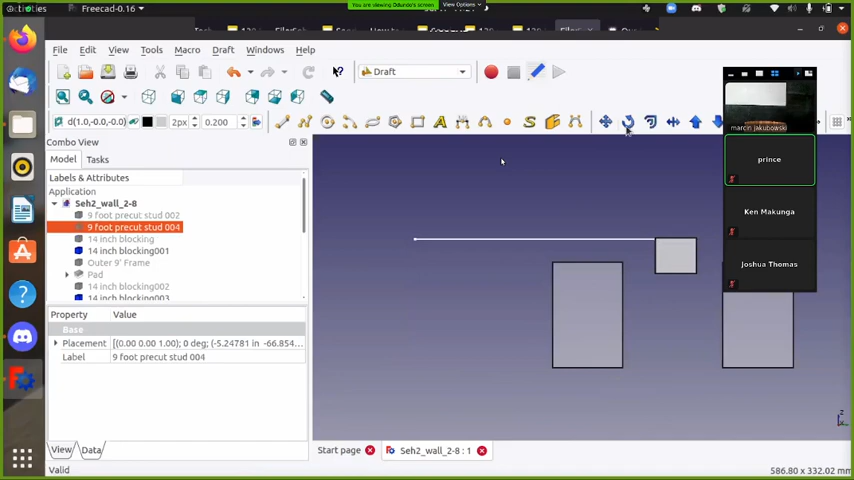 Activities
Freecad-0.16
You are viewing Odundo's screen
View Options
File Edit View Tools Macro Draft Windows Help
Draft
d(1.0,-0.0,-0.0)
2px
0.200
Combo View
Model Tasks
Labels & Attributes
Application
Seh2_wall_2-8
9 foot precut stud 002
9 foot precut stud 004
14 inch blocking
14 inch blocking001
Outer 9' Frame
Pad
14 inch blocking002
14 inch blocking003
Property Value
Base
Placement [(0.00 0.00 1.00); 0 deg; (-5.24781 in -66.854...
Label 9 foot precut stud 004
View Data
Start page
Seh2_wall_2-8 : 1
Valid
586.80 x 332.02 m
marcin jakubowski
prince
Ken Makunga
Joshua Thomas
z